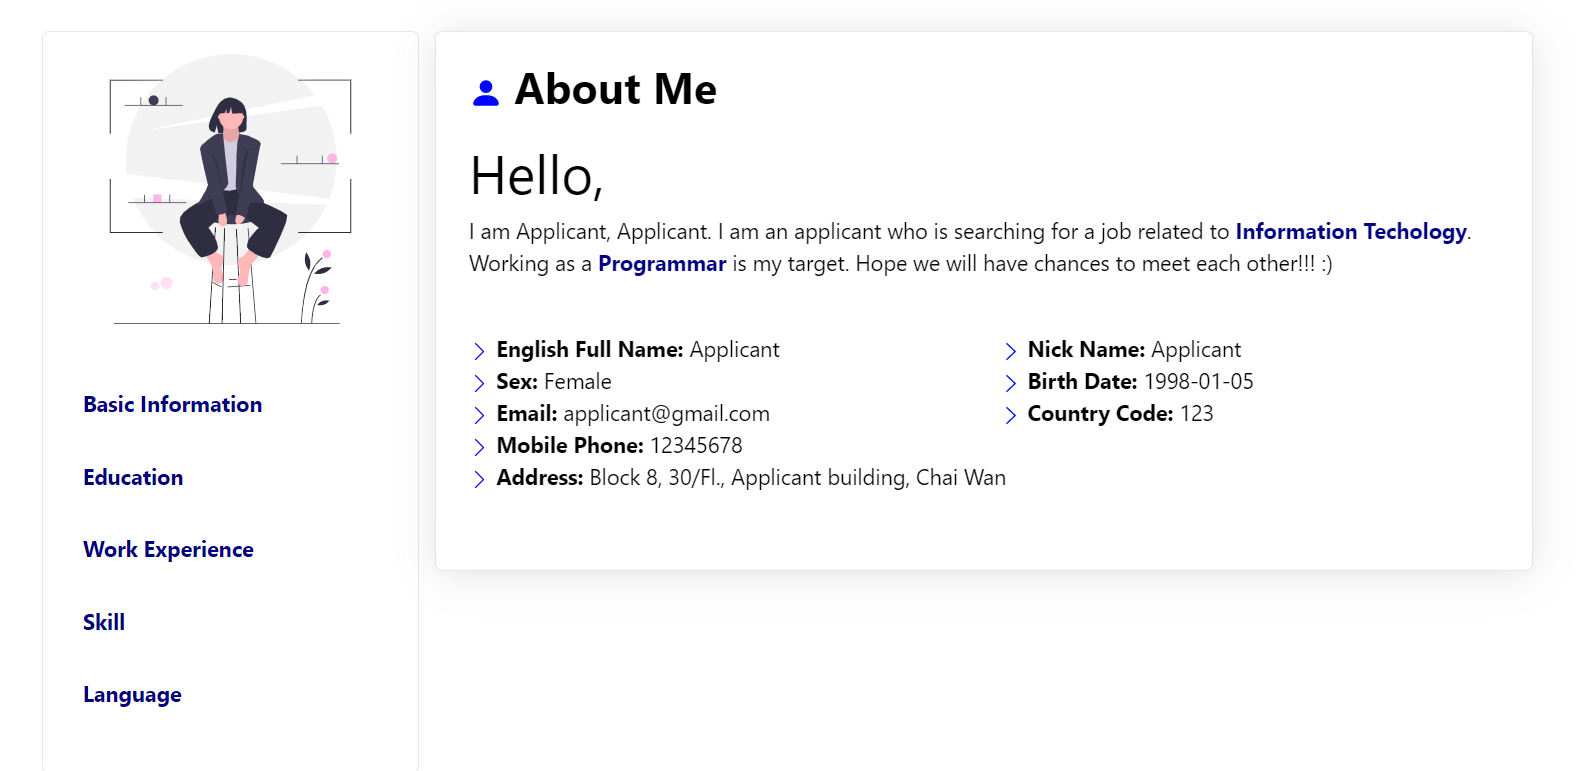 Basic Information
Education
Work Experience
Skill
Language
About Me
Hello,
I am Applicant, Applicant. I am an applicant who is searching for a job related to Information Techology.
Working as a Programmar is my target. Hope we will have chances to meet each other!!! :)
English Full Name: Applicant
Nick Name: Applicant
Sex: Female
Birth Date: 1998-01-05
Email: applicant@gmail.com
Country Code: 123
Mobile Phone: 12345678
Address: Block 8, 30/Fl., Applicant building, Chai Wan